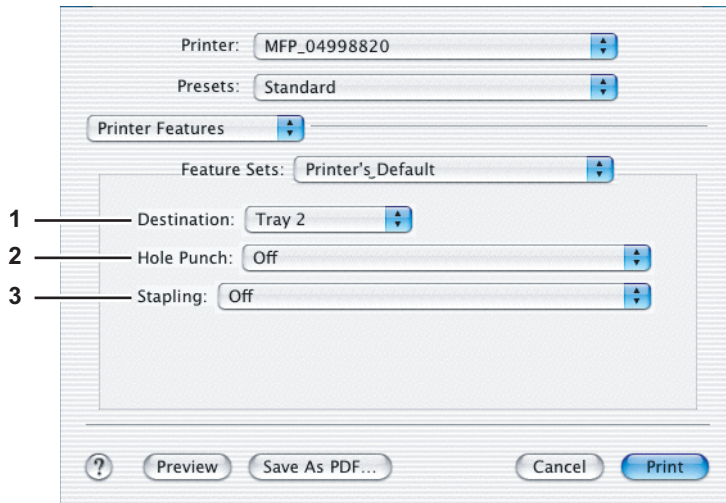 Printer: MFP_04998820
Presets: Standard
Printer Features
Feature Sets: Printer's_Default
1 Destination: Tray 2
2 Hole Punch: Off
3 Stapling: Off
? Preview Save As PDF... Cancel Print